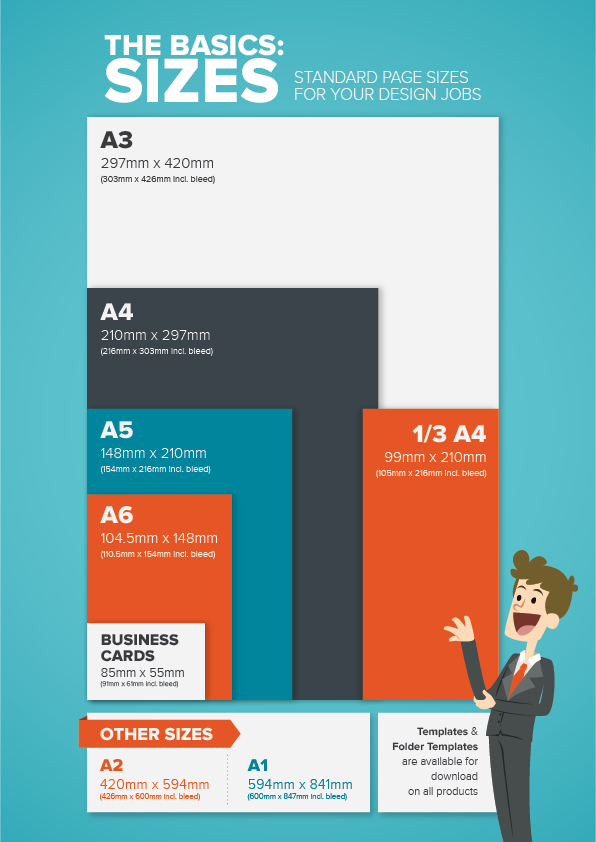 THE BASICS:
SIZES
STANDARD PAGE SIZES
FOR YOUR DESIGN JOBS
A3
297mm x 420mm
(303mm x 426mm incl. bleed)
A4
210mm x 297mm
(216mm x 303mm incl. bleed)
A5
148mm x 210mm
(154mm x 216mm incl. bleed)
1/3 A4
99mm x 210mm
(105mm x 216mm incl. bleed)
A6
104.5mm x 148mm
(110.5mm x 154mm incl. bleed)
BUSINESS
CARDS
85mm x 55mm
(91mm x 61mm incl. bleed)
OTHER SIZES
A2
420mm x 594mm
(426mm x 600mm incl. bleed)
A1
594mm x 841mm
(600mm x 847mm incl. bleed)
Templates &
Folder Templates
are available for
download
on all products